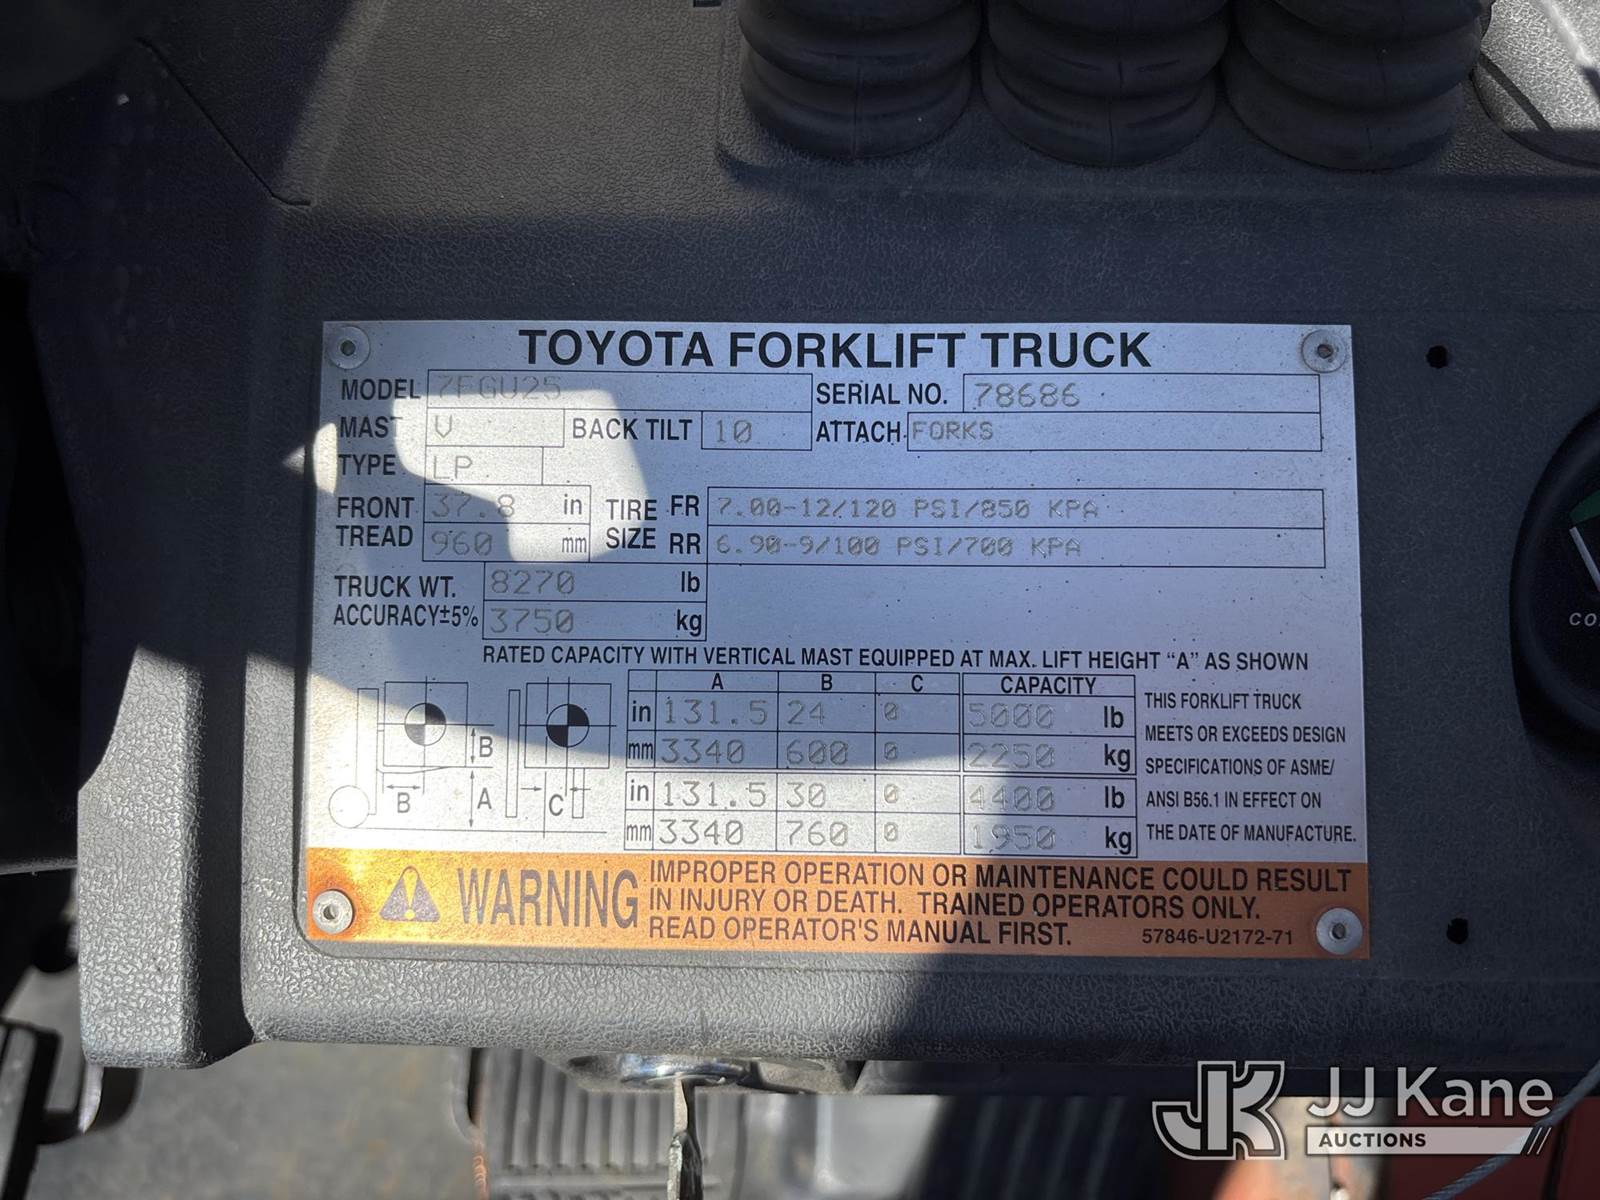 TOYOTA FORKLIFT TRUCK
MODEL 7FGU25 SERIAL NO. 78686
MAST V BACK TILT 10 ATTACH. FORKS
TYPE LP
FRONT TREAD 37.8 in 960 mm
TIRE SIZE FR 7.00-12/120 PSI/850 KPA
RR 6.90-9/100 PSI/700 KPA
TRUCK WT. 8270 lb
ACCURACY±5% 3750 kg
RATED CAPACITY WITH VERTICAL MAST EQUIPPED AT MAX. LIFT HEIGHT "A" AS SHOWN
A B C CAPACITY
in 131.5 24 0 5000 lb
mm 3340 600 0 2250 kg
in 131.5 30 0 4400 lb
mm 3340 760 0 1950 kg
B
B A C
THIS FORKLIFT TRUCK
MEETS OR EXCEEDS DESIGN
SPECIFICATIONS OF ASME/
ANSI B56.1 IN EFFECT ON
THE DATE OF MANUFACTURE.
WARNING
IMPROPER OPERATION OR MAINTENANCE COULD RESULT
IN INJURY OR DEATH. TRAINED OPERATORS ONLY.
READ OPERATOR'S MANUAL FIRST. 57846-U2172-71
JK JJ Kane
AUCTIONS